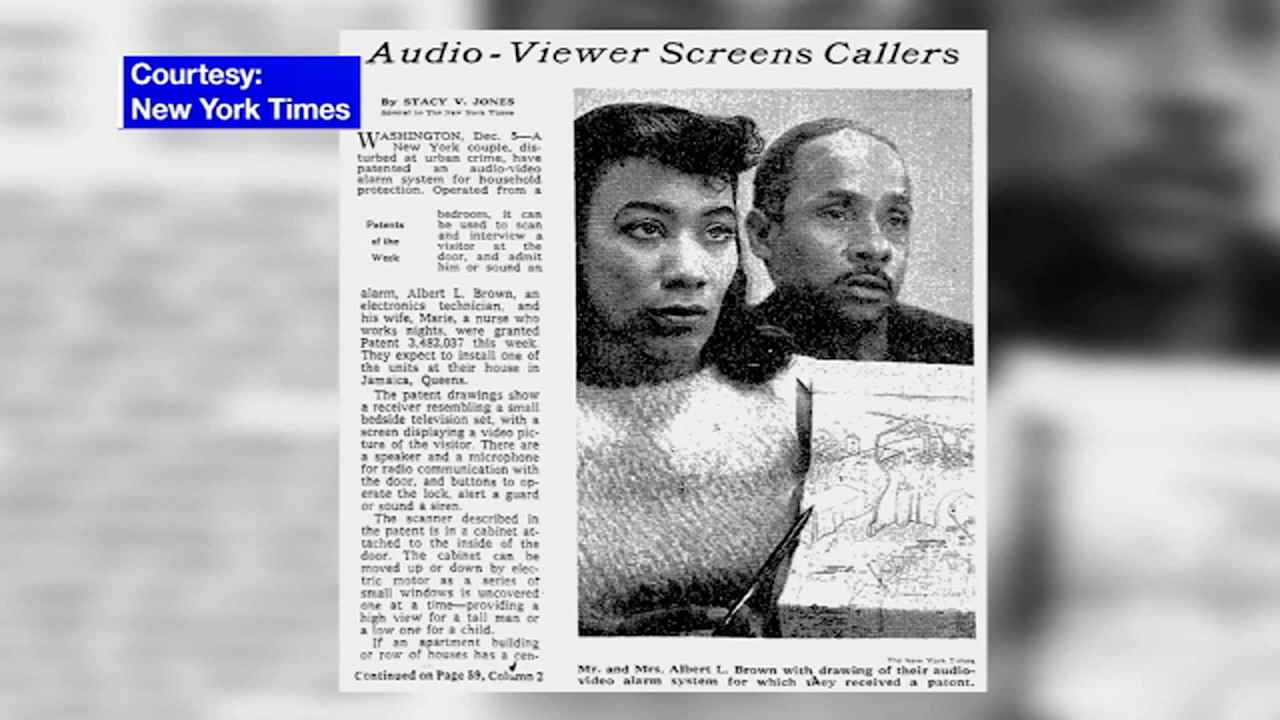 Audio-Viewer Screens Callers
Courtesy:
New York Times
By STACY V. JONES
Special to The New York Times
WASHINGTON, Dec. 5—A
New York couple, dis-
turbed at urban crime, have
patented an audio-video
alarm system for household
protection. Operated from a
Patents
of the
Week
bedroom, it can
be used to scan
and interview a
visitor at the
door, and admit
him or sound an
alarm, Albert L. Brown, an
electronics technician, and
his wife, Marie, a nurse who
works nights, were granted
Patent 3,482,037 this week.
They expect to install one of
the units at their house in
Jamaica, Queens.
The patent drawings show
a receiver resembling a small
bedside television set, with a
screen displaying a video pic-
ture of the visitor. There are
a speaker and a microphone
for radio communication with
the door, and buttons to op-
erate the lock, alert a guard
or sound a siren.
The scanner described in
the patent is in a cabinet at-
tached to the inside of the
door. The cabinet can be
moved up or down by elec-
tric motor as a series of
small windows is uncovered
one at a time—providing a
high view for a tall man or
a low one for a child.
If an apartment building
or row of houses has a cen-
Continued on Page 59, Column 2
The New York Times
Mr. and Mrs. Albert L. Brown with drawing of their audio-
video alarm system for which they received a patent.